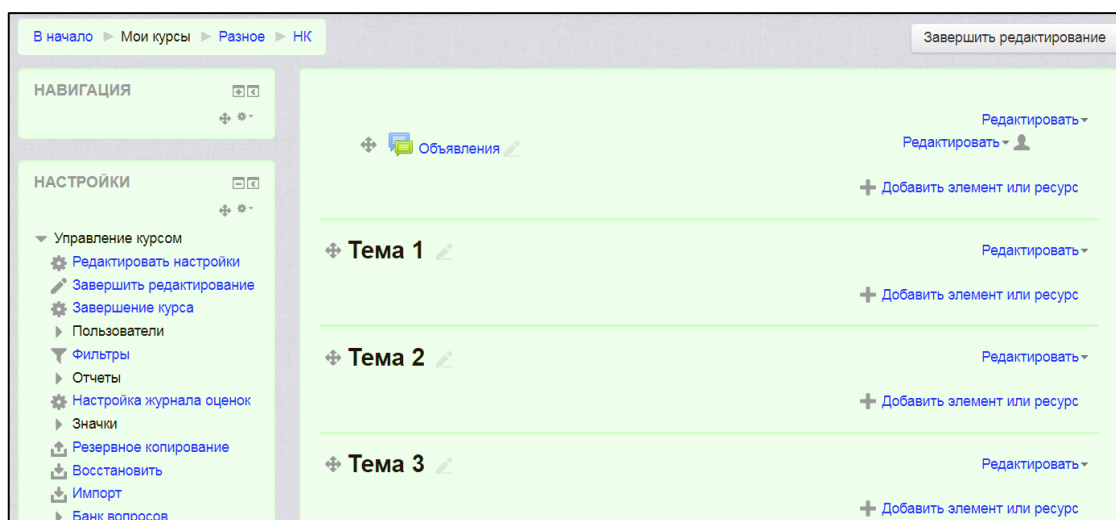 В начало ▶ Мои курсы ▶ Разное ▶ НК
Завершить редактирование
НАВИГАЦИЯ
НАСТРОЙКИ
Управление курсом
Редактировать настройки
Завершить редактирование
Завершение курса
Пользователи
Фильтры
Отчеты
Настройка журнала оценок
Значки
Резервное копирование
Восстановить
Импорт
Банк вопросов
Редактировать
Объявления
Редактировать
Добавить элемент или ресурс
Тема 1
Редактировать
Добавить элемент или ресурс
Тема 2
Редактировать
Добавить элемент или ресурс
Тема 3
Редактировать
Добавить элемент или ресурс